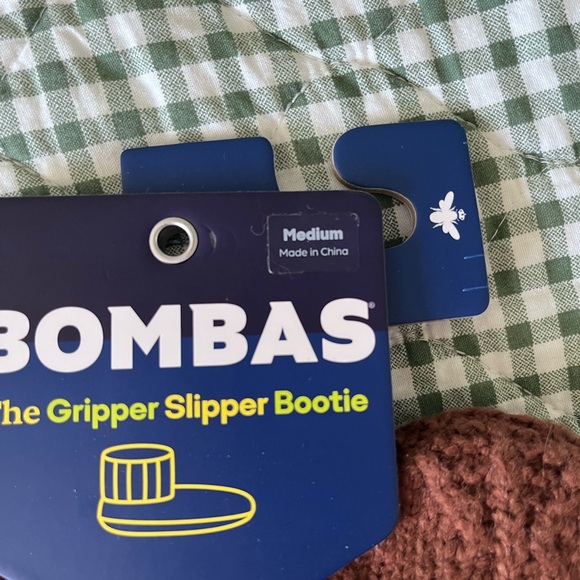 Medium
Made in China
BOMBAS®
The Gripper Slipper Bootie